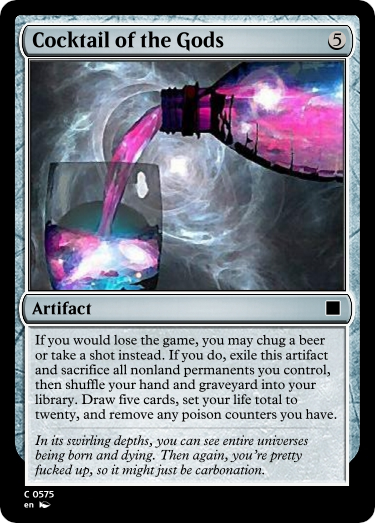 Cocktail of the Gods 5
Artifact
If you would lose the game, you may chug a beer
or take a shot instead. If you do, exile this artifact
and sacrifice all nonland permanents you control,
then shuffle your hand and graveyard into your
library. Draw five cards, set your life total to
twenty, and remove any poison counters you have.
In its swirling depths, you can see entire universes
being born and dying. Then again, you're pretty
fucked up, so it might just be carbonation.
C 0575
en